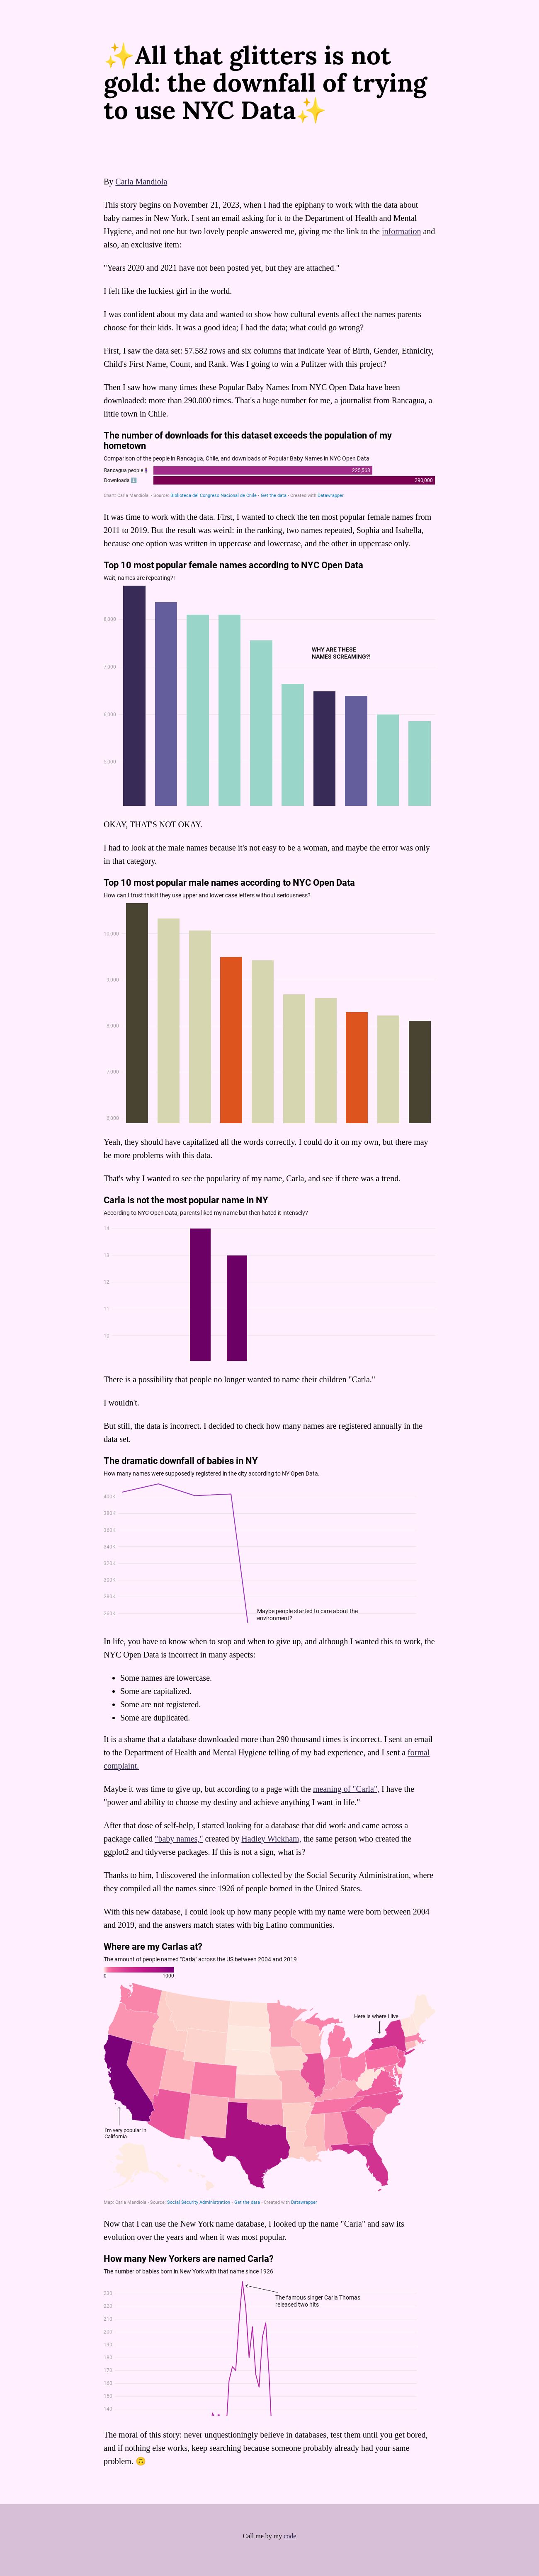 ✨All that glitters is not
gold: the downfall of trying
to use NYC Data✨
By Carla Mandiola
This story begins on November 21, 2023, when I had the epiphany to work with the data about
baby names in New York. I sent an email asking for it to the Department of Health and Mental
Hygiene, and not one but two lovely people answered me, giving me the link to the information and
also, an exclusive item:
"Years 2020 and 2021 have not been posted yet, but they are attached."
I felt like the luckiest girl in the world.
I was confident about my data and wanted to show how cultural events affect the names parents
choose for their kids. It was a good idea; I had the data; what could go wrong?
First, I saw the data set: 57.582 rows and six columns that indicate Year of Birth, Gender, Ethnicity,
Child's First Name, Count, and Rank. Was I going to win a Pulitzer with this project?
Then I saw how many times these Popular Baby Names from NYC Open Data have been
downloaded: more than 290.000 times. That's a huge number for me, a journalist from Rancagua, a
little town in Chile.
The number of downloads for this dataset exceeds the population of my
hometown
Comparison of the people in Rancagua, Chile, and downloads of Popular Baby Names in NYC Open Data
Rancagua people 225,563
Downloads ⬇️ 290,000
Chart: Carla Mandiola • Source: Biblioteca del Congreso Nacional de Chile • Get the data • Created with Datawrapper
It was time to work with the data. First, I wanted to check the ten most popular female names from
2011 to 2019. But the result was weird: in the ranking, two names repeated, Sophia and Isabella,
because one option was written in uppercase and lowercase, and the other in uppercase only.
Top 10 most popular female names according to NYC Open Data
Wait, names are repeating?!
8,000
WHY ARE THESE
NAMES SCREAMING?!
7,000
6,000
5,000
OKAY, THAT'S NOT OKAY.
I had to look at the male names because it's not easy to be a woman, and maybe the error was only
in that category.
Top 10 most popular male names according to NYC Open Data
How can I trust this if they use upper and lower case letters without seriousness?
10,000
9,000
8,000
7,000
6,000
Yeah, they should have capitalized all the words correctly. I could do it on my own, but there may
be more problems with this data.
That's why I wanted to see the popularity of my name, Carla, and see if there was a trend.
Carla is not the most popular name in NY
According to NYC Open Data, parents liked my name but then hated it intensely?
14
13
12
11
10
There is a possibility that people no longer wanted to name their children "Carla."
I wouldn't.
But still, the data is incorrect. I decided to check how many names are registered annually in the
data set.
The dramatic downfall of babies in NY
How many names were supposedly registered in the city according to NY Open Data.
400K
380K
360K
340K
320K
300K
280K
260K
Maybe people started to care about the
environment?
In life, you have to know when to stop and when to give up, and although I wanted this to work, the
NYC Open Data is incorrect in many aspects:
• Some names are lowercase.
• Some are capitalized.
• Some are not registered.
• Some are duplicated.
It is a shame that a database downloaded more than 290 thousand times is incorrect. I sent an email
to the Department of Health and Mental Hygiene telling of my bad experience, and I sent a formal
complaint.
Maybe it was time to give up, but according to a page with the meaning of "Carla", I have the
"power and ability to choose my destiny and achieve anything I want in life."
After that dose of self-help, I started looking for a database that did work and came across a
package called "baby names," created by Hadley Wickham, the same person who created the
ggplot2 and tidyverse packages. If this is not a sign, what is?
Thanks to him, I discovered the information collected by the Social Security Administration, where
they compiled all the names since 1926 of people borned in the United States.
With this new database, I could look up how many people with my name were born between 2004
and 2019, and the answers match states with big Latino communities.
Where are my Carlas at?
The amount of people named "Carla" across the US between 2004 and 2019
0 1000
Here is where I live
I'm very popular in
California
Map: Carla Mandiola • Source: Social Security Administration • Get the data • Created with Datawrapper
Now that I can use the New York name database, I looked up the name "Carla" and saw its
evolution over the years and when it was most popular.
How many New Yorkers are named Carla?
The number of babies born in New York with that name since 1926
230
The famous singer Carla Thomas
released two hits
220
210
200
190
180
170
160
150
140
The moral of this story: never unquestioningly believe in databases, test them until you get bored,
and if nothing else works, keep searching because someone probably already had your same
problem. 🙃
Call me by my code